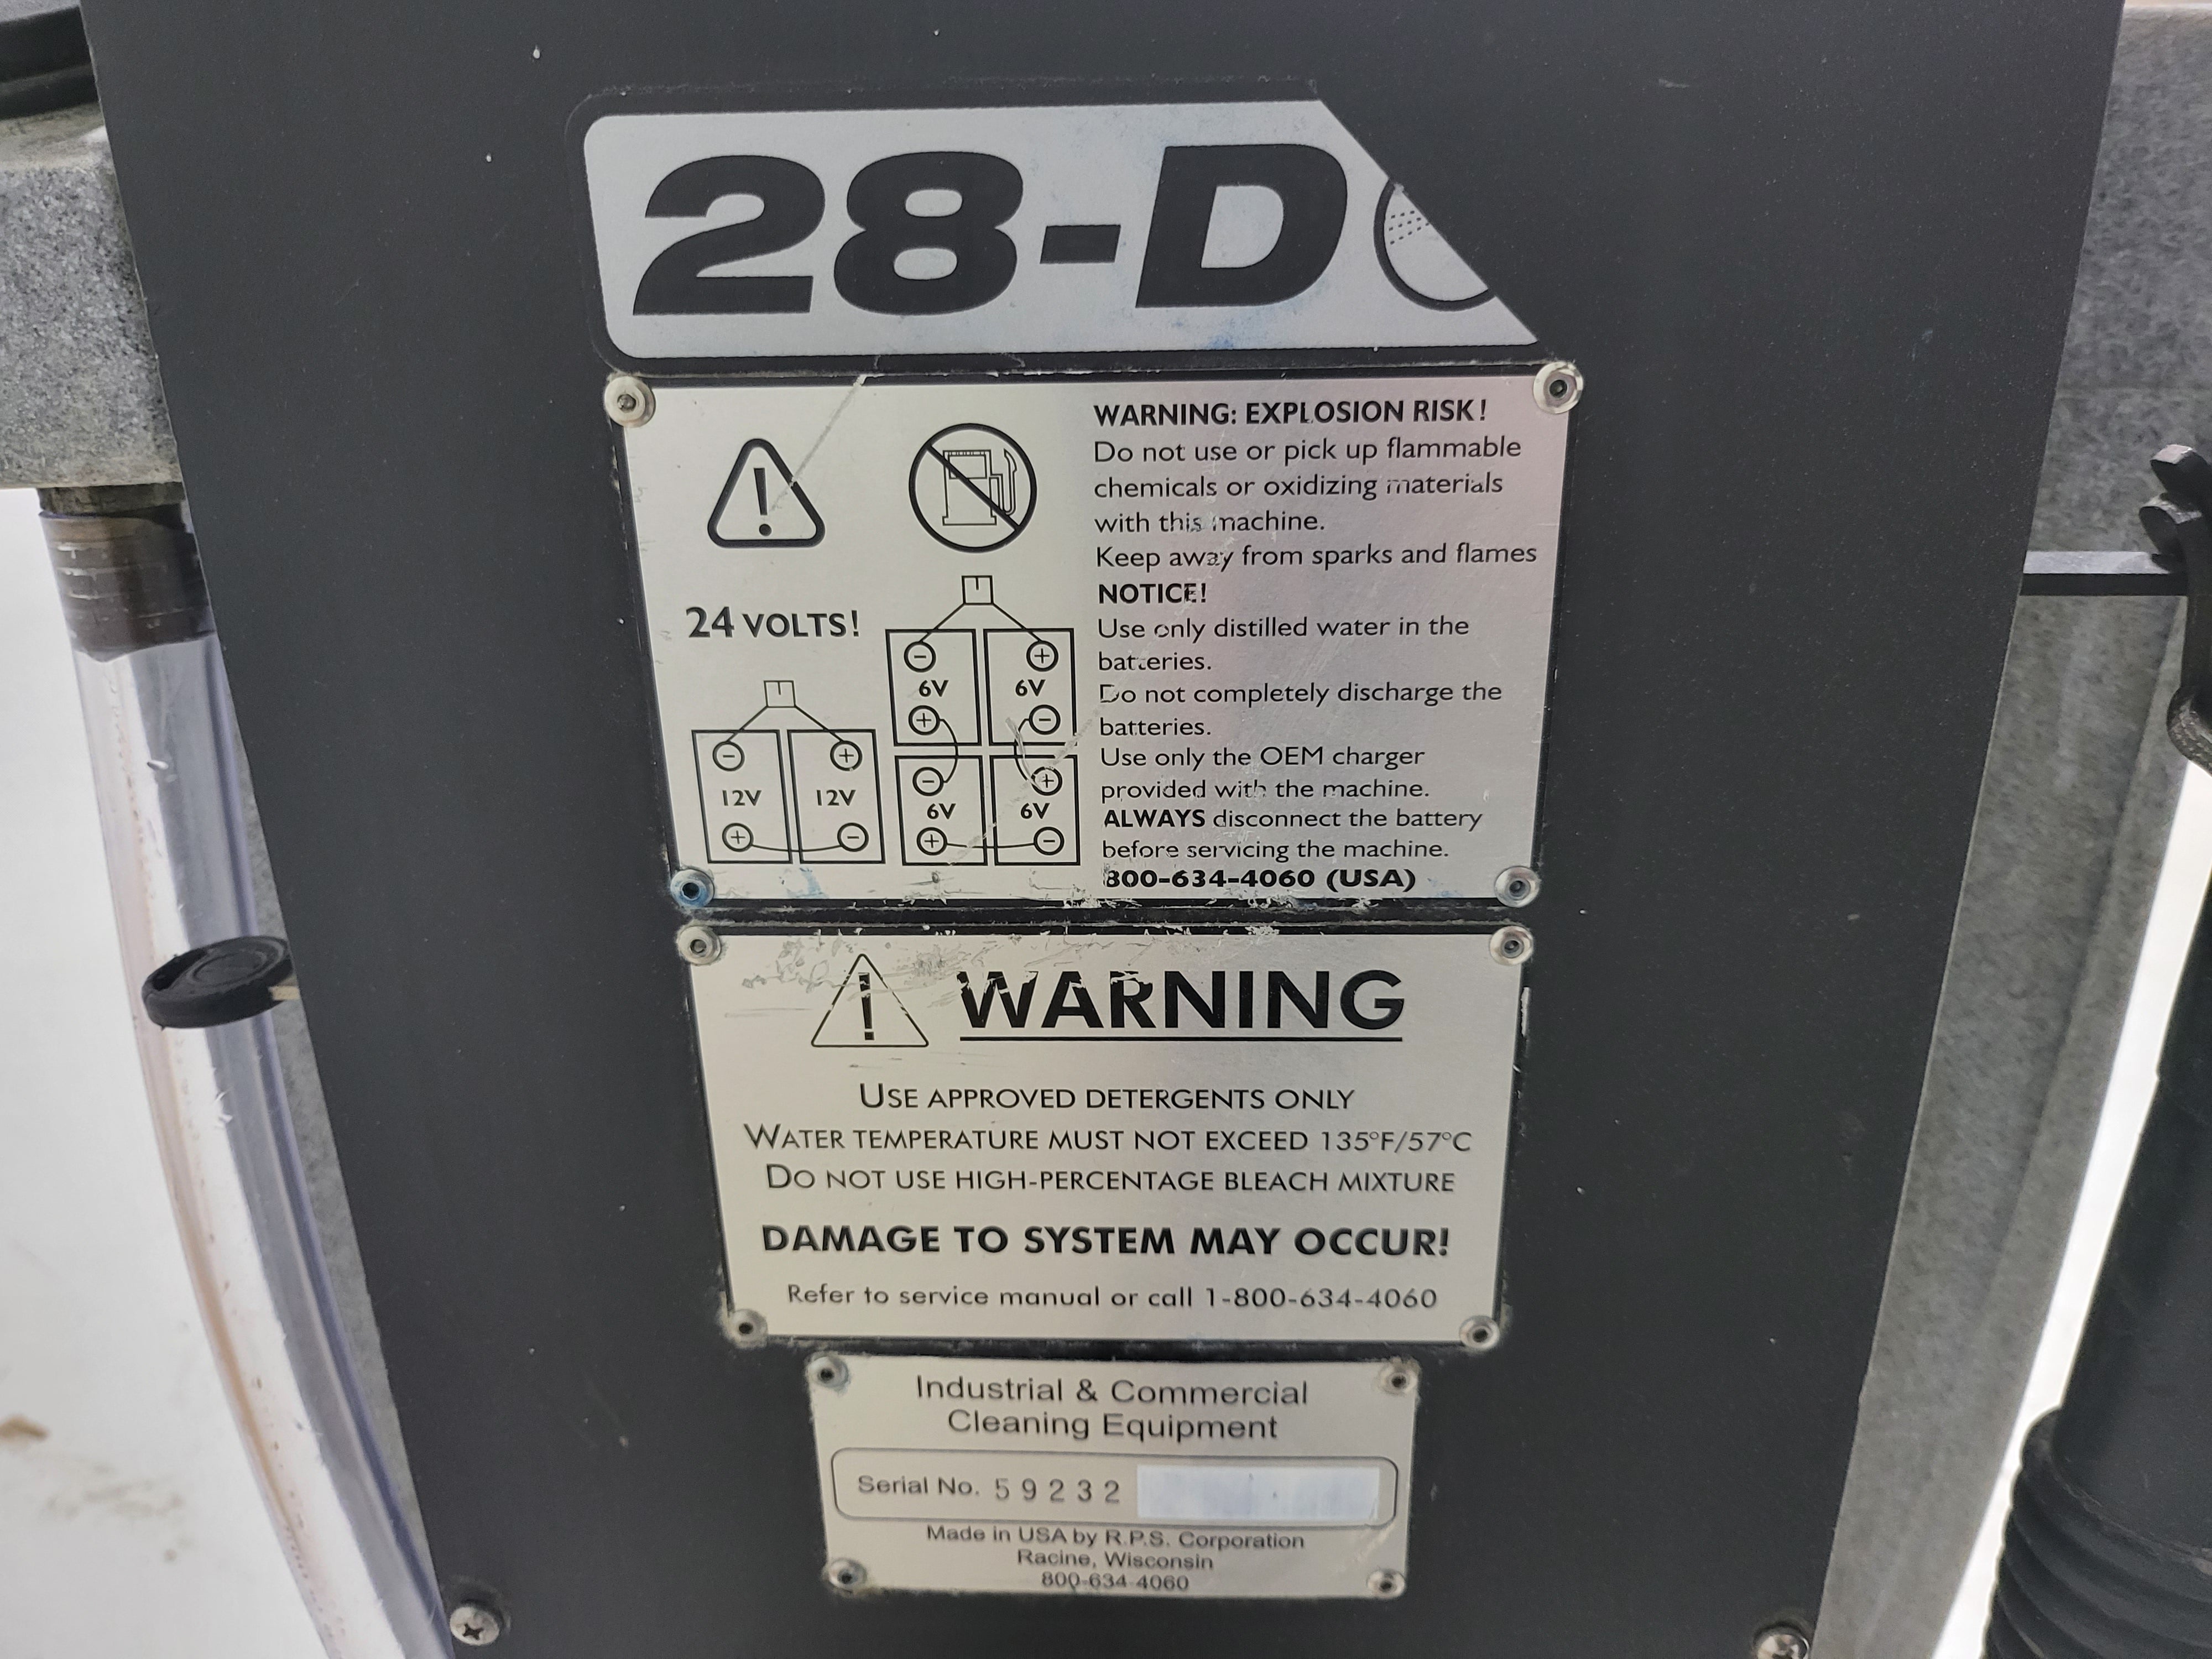 28-D
WARNING: EXPLOSION RISK!
Do not use or pick up flammable
chemicals or oxidizing materials
with this machine.
Keep away from sparks and flames
NOTICE!
Use only distilled water in the
batteries.
Do not completely discharge the
batteries.
Use only the OEM charger
provided with the machine.
ALWAYS disconnect the battery
before servicing the machine.
800-634-4060 (USA)
24 VOLTS!
6V 6V
12V 12V
6V 6V
WARNING
USE APPROVED DETERGENTS ONLY
WATER TEMPERATURE MUST NOT EXCEED 135°F/57°C
DO NOT USE HIGH-PERCENTAGE BLEACH MIXTURE
DAMAGE TO SYSTEM MAY OCCUR!
Refer to service manual or call 1-800-634-4060
Industrial & Commercial
Cleaning Equipment
Serial No. 59232
Made in USA by R.P.S. Corporation
Racine, Wisconsin
800-634-4060